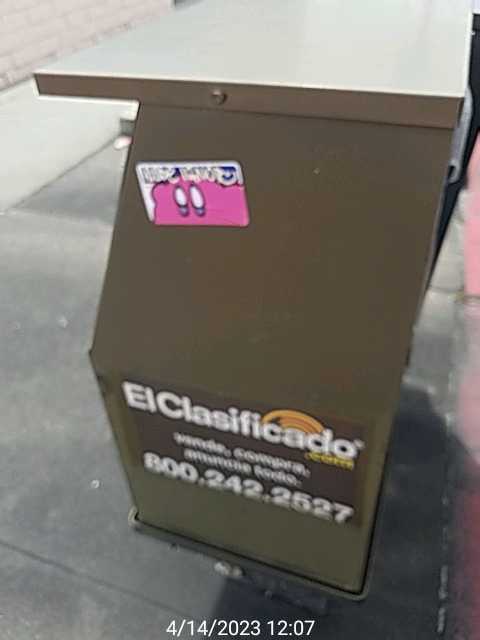 ElClasificado
.com
vende, compra,
anuncia todo.
800.242.2527
4/14/2023 12:07